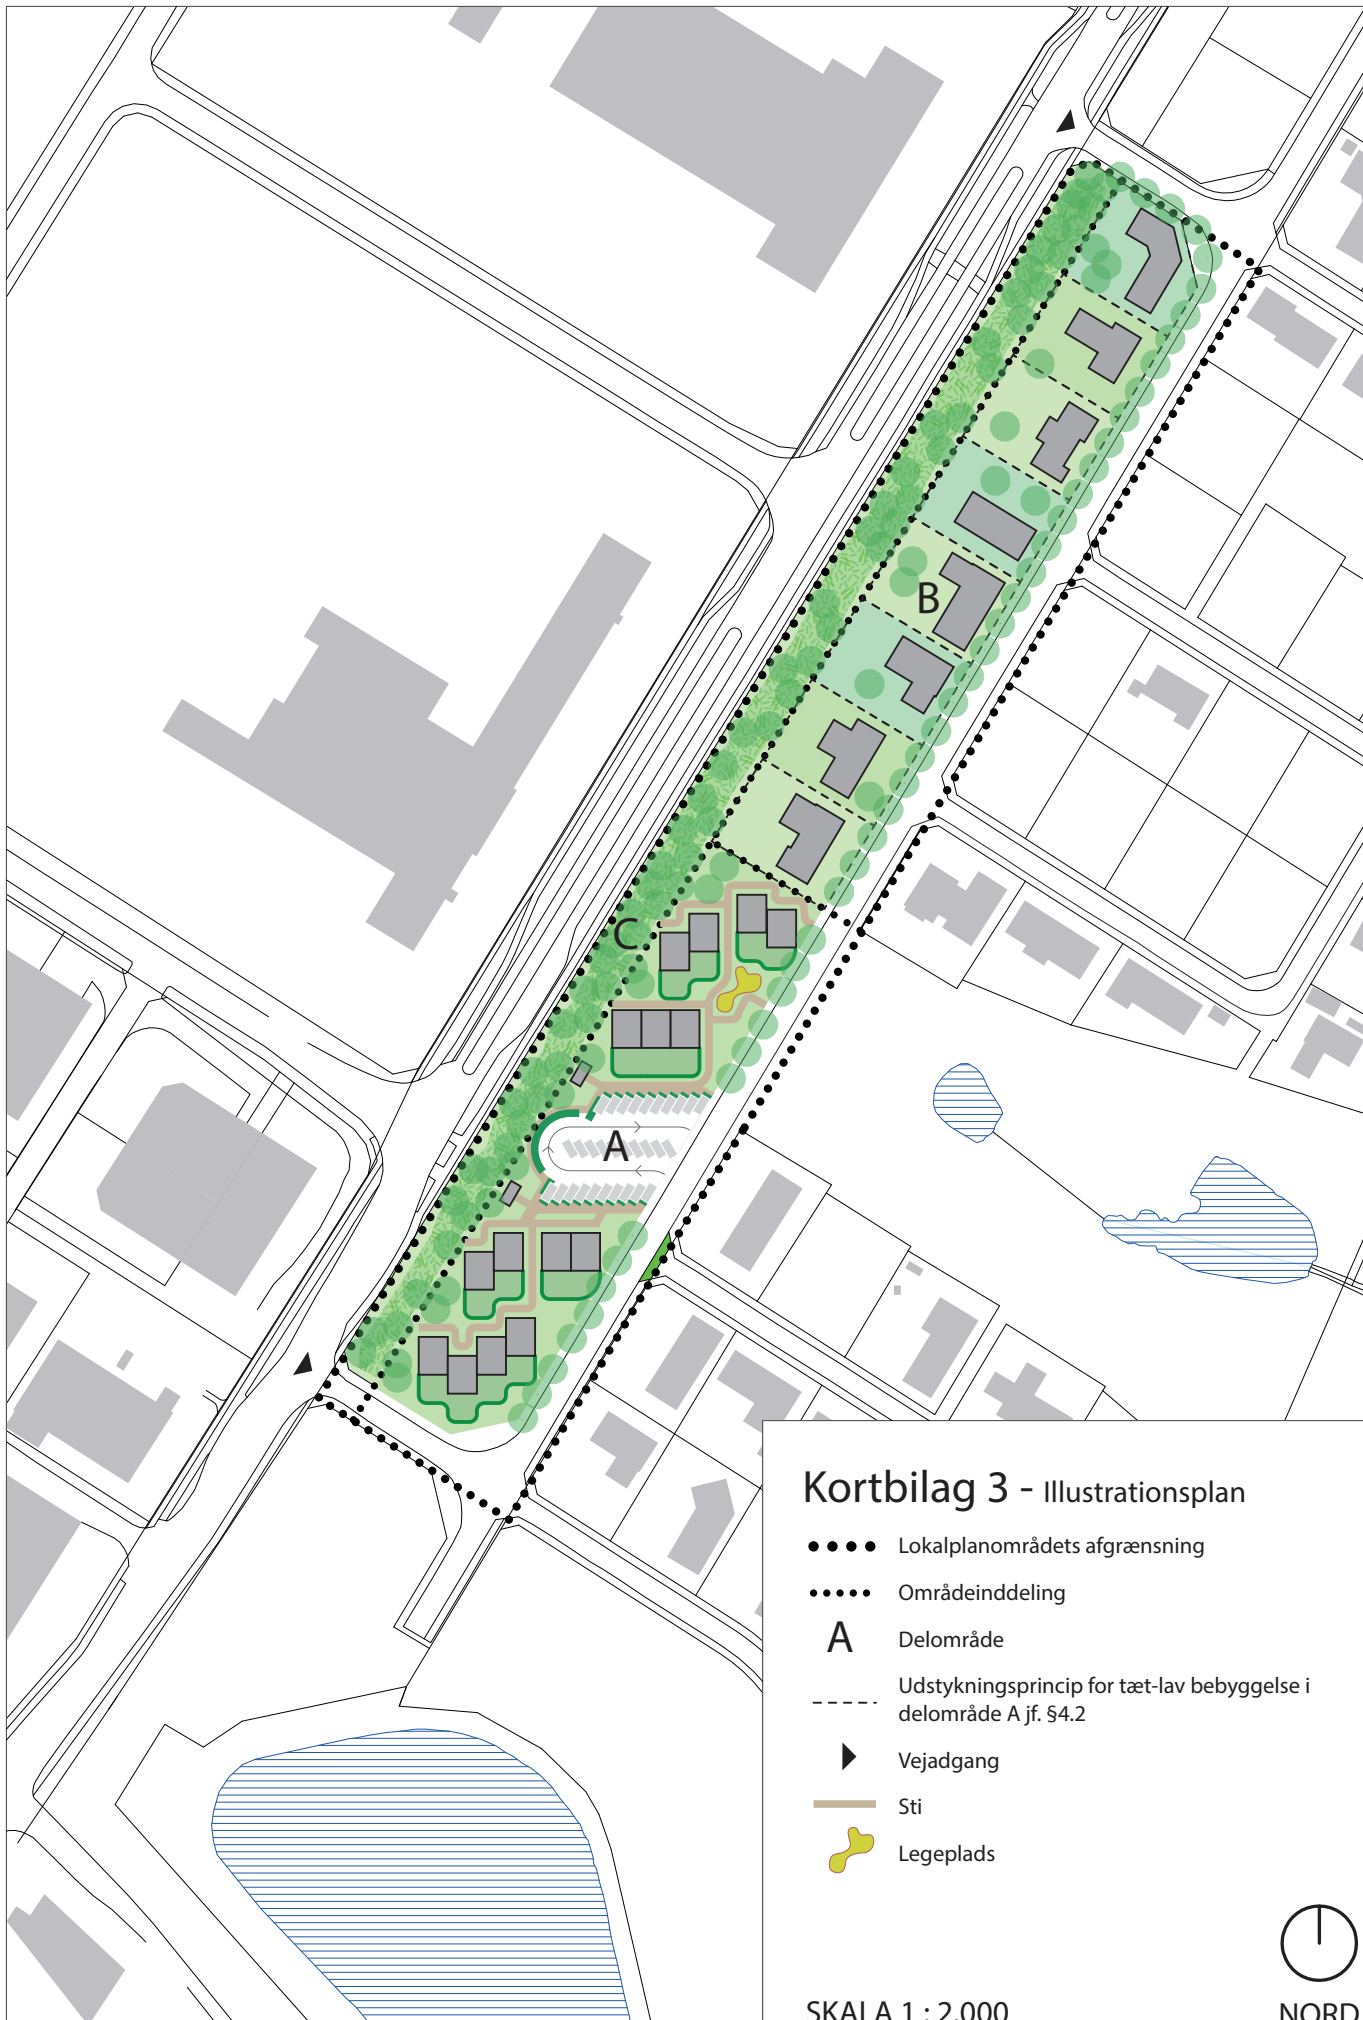 B
C
A
Kortbilag 3 - Illustrationsplan
Lokalplanområdets afgrænsning
Områdeinddeling
A Delområde
Udstykningsprincip for tæt-lav bebyggelse i
delområde A jf. §4.2
Vejadgang
Sti
Legeplads
SKALA 1 : 2.000
NORD